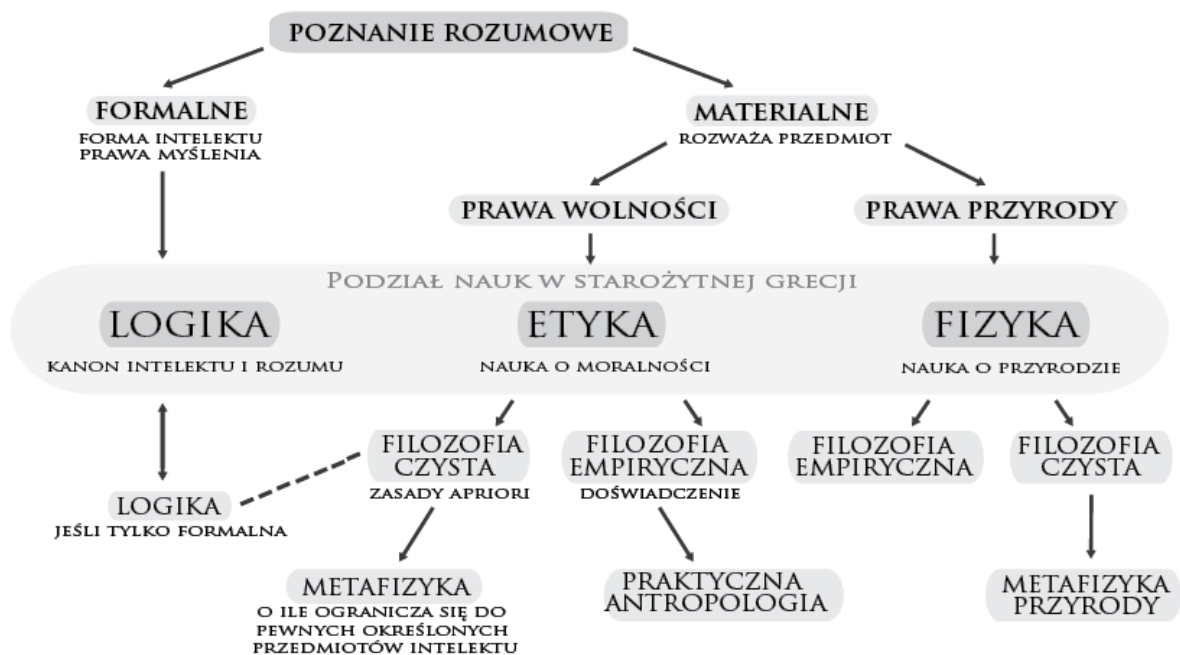 POZNANIE ROZUMOWE
FORMALNE
FORMA INTELEKTU
PRAWA MYŚLENIA
MATERIALNE
ROZWAŻA PRZEDMIOT
PRAWA WOLNOŚCI
PRAWA PRZYRODY
PODZIAŁ NAUK W STAROŻYTNEJ GRECJI
LOGIKA
KANON INTELEKTU I ROZUMU
ETYKA
NAUKA O MORALNOŚCI
FIZYKA
NAUKA O PRZYRODZIE
LOGIKA
JEŚLI TYLKO FORMALNA
FILOZOFIA
CZYSTA
ZASADY APRIORI
FILOZOFIA
EMPIRYCZNA
DOŚWIADCZENIE
FILOZOFIA
EMPIRYCZNA
FILOZOFIA
CZYSTA
METAFIZYKA
O ILE OGRANICZA SIĘ DO
PEWNYCH OKREŚLONYCH
PRZEDMIOTÓW INTELEKTU
PRAKTYCZNA
ANTROPOLOGIA
METAFIZYKA
PRZYRODY